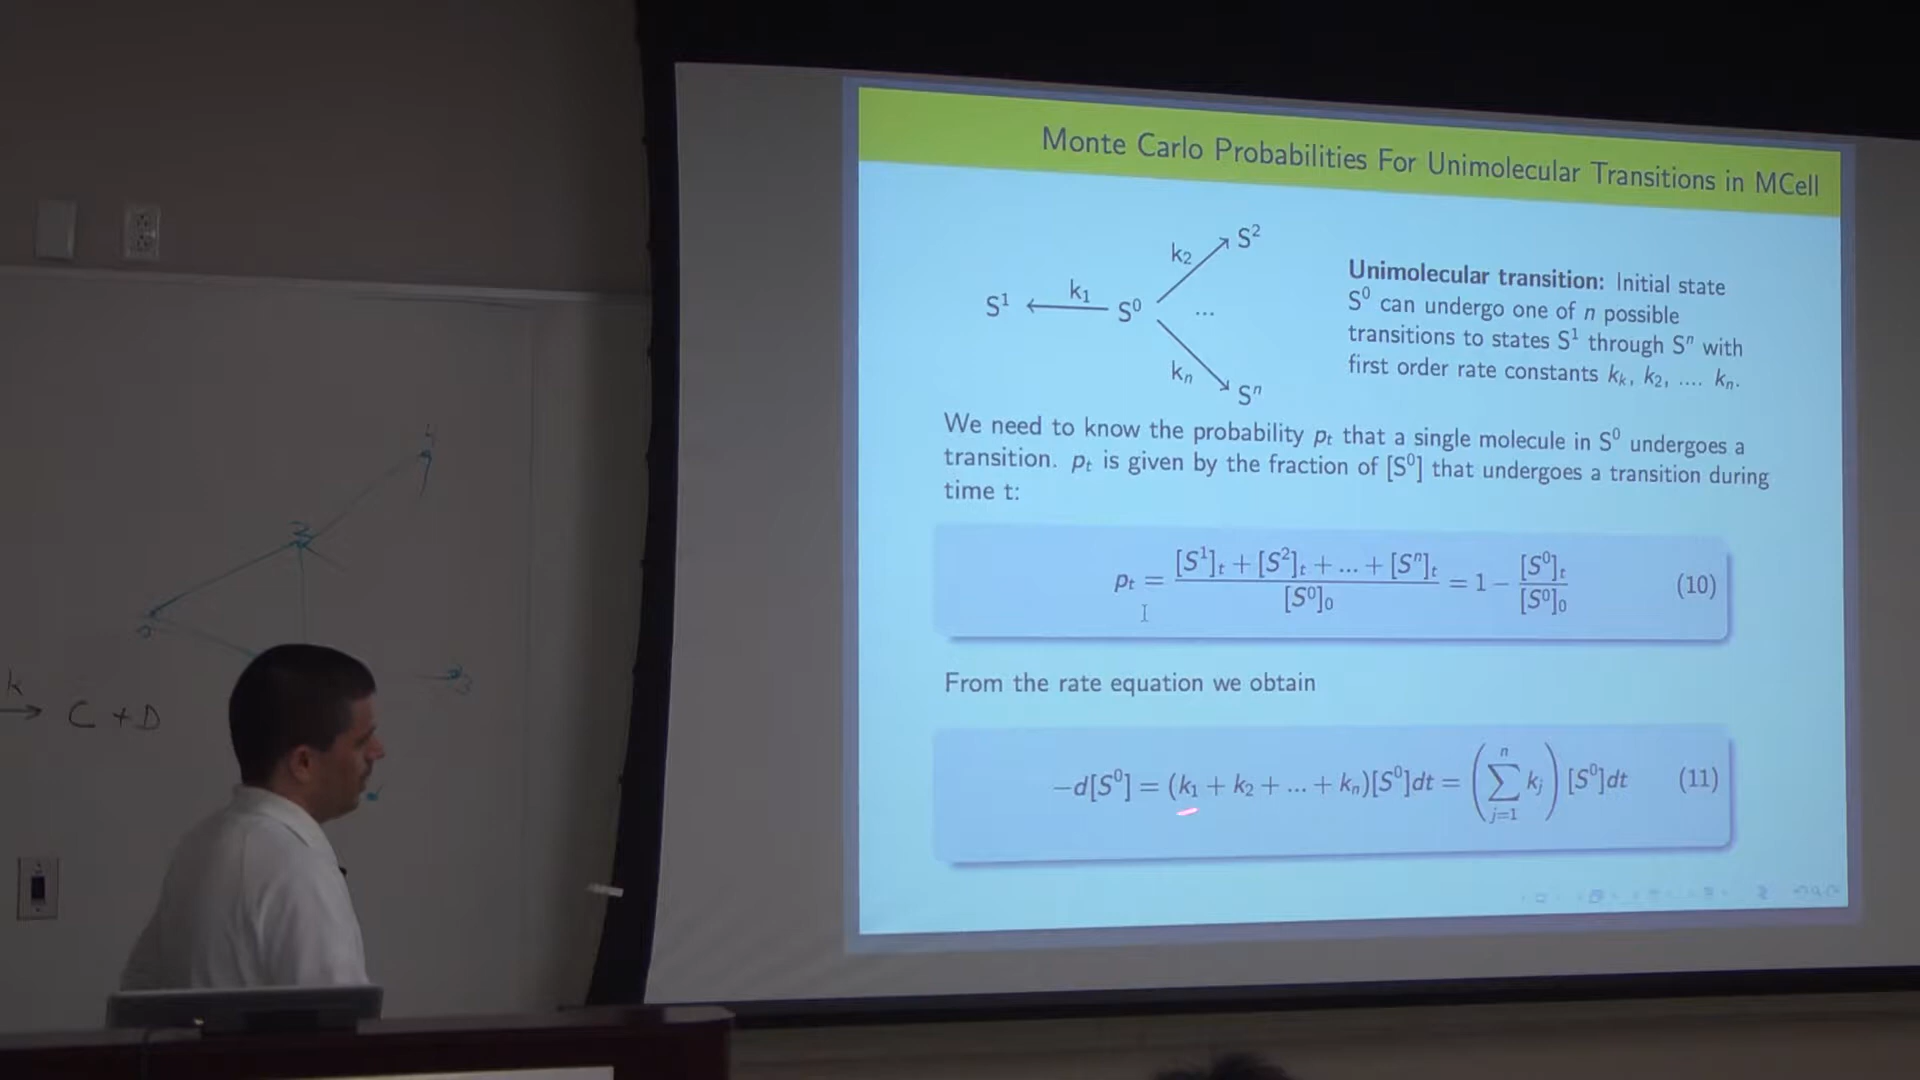 Monte Carlo Probabilities For Unimolecular Transitions in MCell
S² 
k₂
k₁
S¹ S⁰ ...
kₙ
Sⁿ
Unimolecular transition: Initial state
S⁰ can undergo one of n possible
transitions to states S¹ through Sⁿ with
first order rate constants kₖ, k₂, .... kₙ.
We need to know the probability pₜ that a single molecule in S⁰ undergoes a
transition. pₜ is given by the fraction of [S⁰] that undergoes a transition during
time t:
pₜ = ([S¹]ₜ + [S²]ₜ + ... + [Sⁿ]ₜ) / [S⁰]₀ = 1 − [S⁰]ₜ / [S⁰]₀ (10)
From the rate equation we obtain
−d[S⁰] = (k₁ + k₂ + ... + kₙ)[S⁰]dt = (∑ⁿⱼ₌₁ kⱼ) [S⁰]dt (11)
k
→ C + D